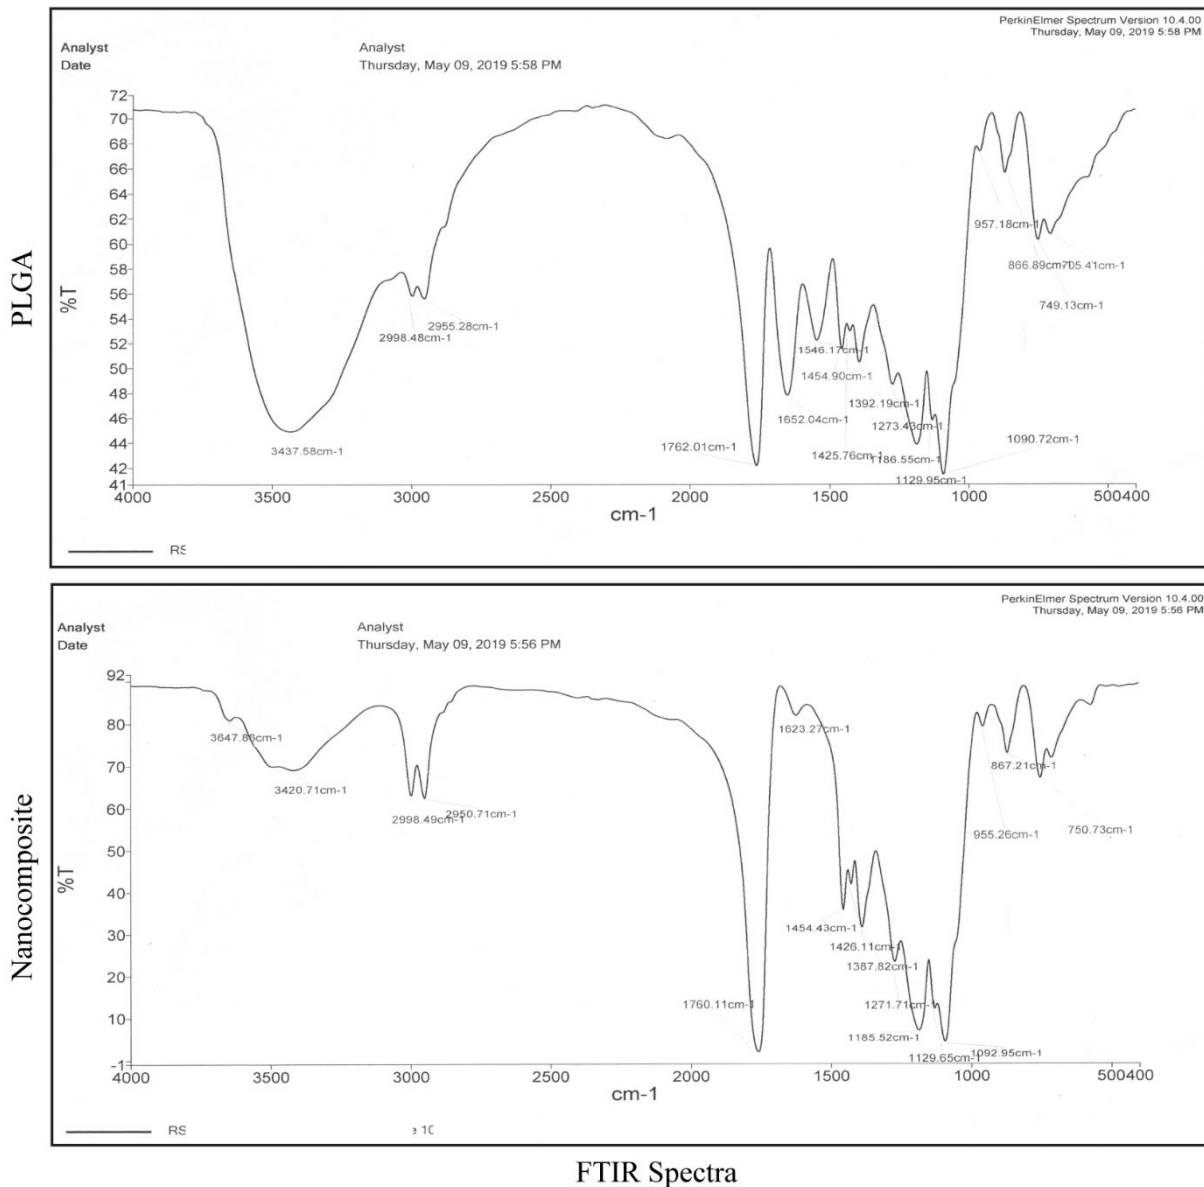 PerkinElmer Spectrum Version 10.4.00
Thursday, May 09, 2019 5:58 PM
Analyst Analyst
Date Thursday, May 09, 2019 5:58 PM
PLGA
%T
72
70
68
66
64
62
60
58
56
54
52
50
48
46
44
42
41
4000 3000 2500 2000 1500 1000 500400
3500
cm-1
3437.58cm-1
2998.48cm-1
2955.28cm-1
1762.01cm-1
1652.04cm-1
1546.17cm-1
1454.90cm-1
1425.76cm-1
1392.19cm-1
1273.43cm-1
1186.55cm-1
1129.95cm-1
1090.72cm-1
957.18cm-1
866.89cm-1
749.13cm-1
705.41cm-1
RS
PerkinElmer Spectrum Version 10.4.00
Thursday, May 09, 2019 5:56 PM
Analyst Analyst
Date Thursday, May 09, 2019 5:56 PM
Nanocomposite
%T
92
80
70
60
50
40
30
20
10
-1
4000 3500 3000 2500 2000 1500 1000 500400
cm-1
3647.86cm-1
3420.71cm-1
2998.49cm-1
2950.71cm-1
1760.11cm-1
1623.27cm-1
1454.43cm-1
1426.11cm-1
1387.82cm-1
1271.71cm-1
1185.52cm-1
1129.65cm-1
1092.95cm-1
955.26cm-1
867.21cm-1
750.73cm-1
RS
10
FTIR Spectra